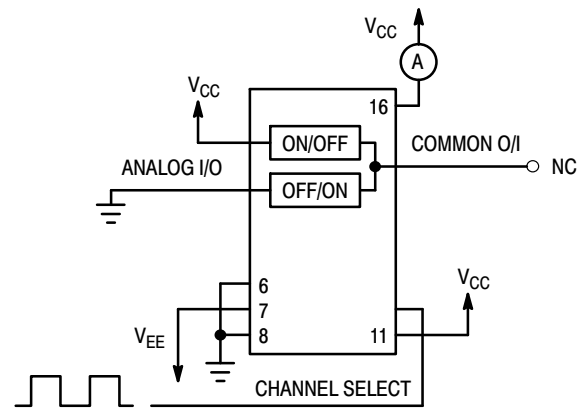 VCC
A
VCC
16
ON/OFF
COMMON O/I
ANALOG I/O
OFF/ON
NC
6
VCC
7
VEE
8
11
CHANNEL SELECT